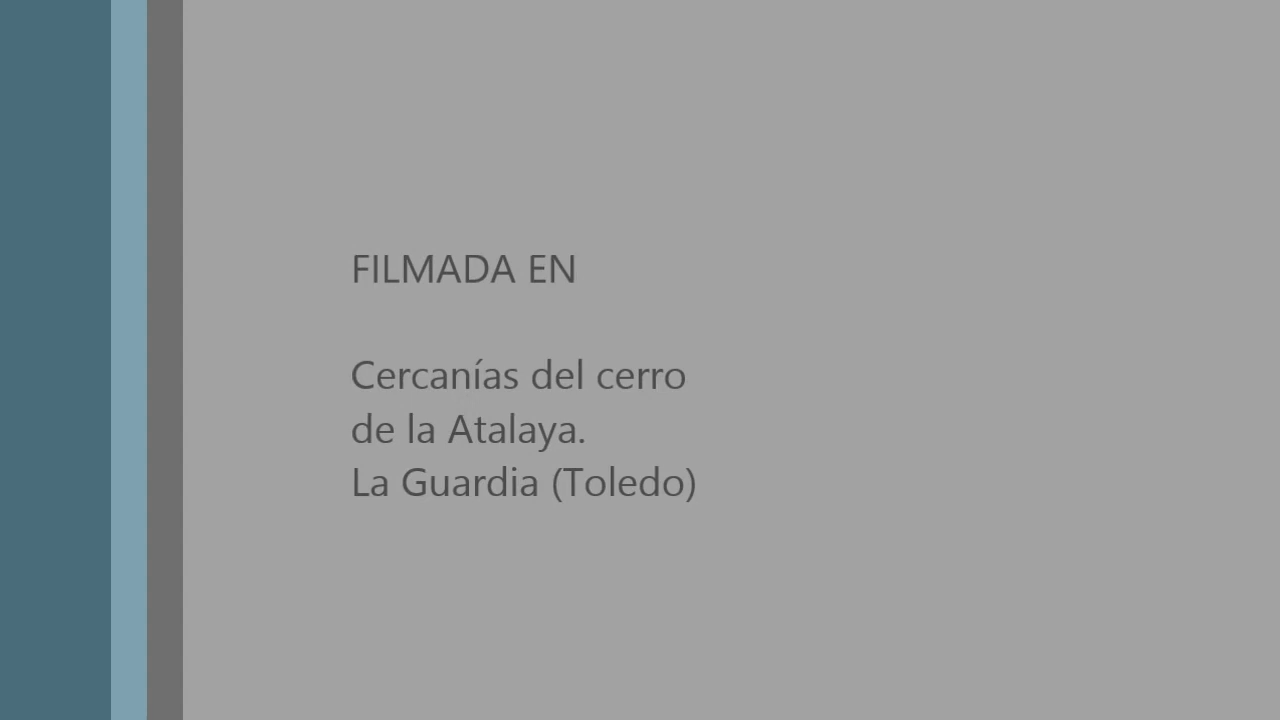 FILMADA EN
Cercanías del cerro
de la Atalaya.
La Guardia (Toledo)